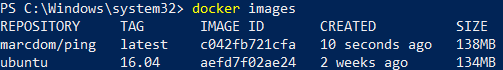 PS C:\Windows\system32> docker images
REPOSITORY TAG IMAGE ID CREATED SIZE
marcdom/ping latest c042fb721cfa 10 seconds ago 138MB
ubuntu 16.04 aefd7f02ae24 2 weeks ago 134MB